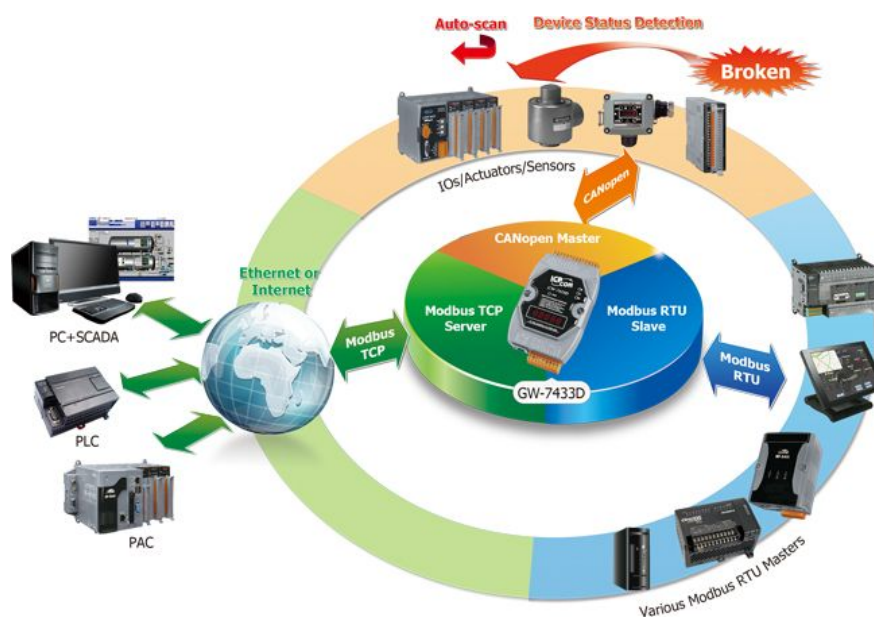 Auto-scan
Device Status Detection
Broken
IOs/Actuators/Sensors
CANopen
CANopen Master
Ethernet or
Internet
Modbus TCP
Server
Modbus RTU
Slave
PC+SCADA
Modbus
TCP
Modbus
RTU
GW-7433D
PLC
PAC
Various Modbus RTU Masters